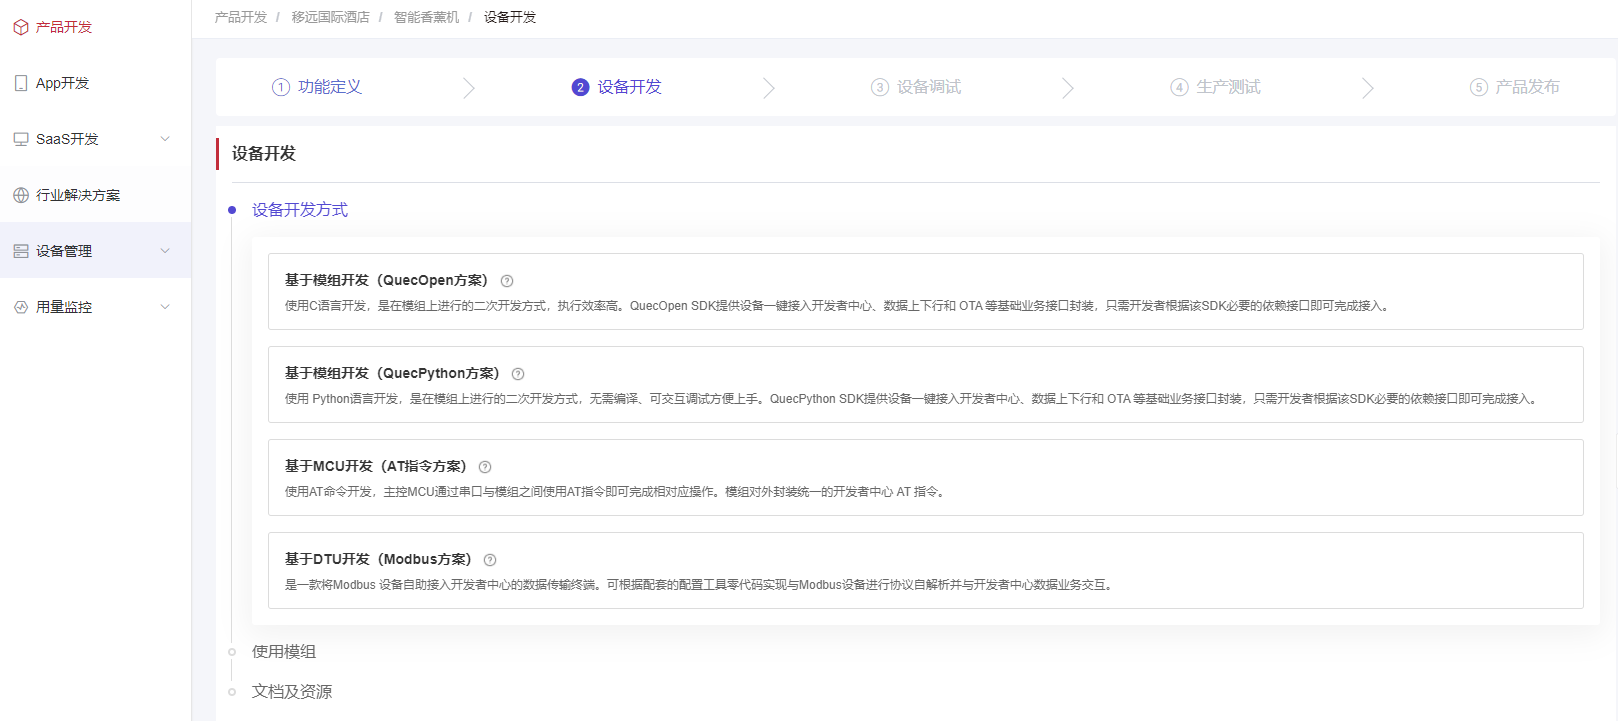 产品开发
App开发
SaaS开发
行业解决方案
设备管理
用量监控
产品开发 / 移远国际酒店 / 智能香薰机 / 设备开发
1 功能定义
2 设备开发
3 设备调试
4 生产测试
5 产品发布
设备开发
设备开发方式
基于模组开发（QuecOpen方案） ?
使用C语言开发，是在模组上进行的二次开发方式，执行效率高。QuecOpen SDK提供设备一键接入开发者中心、数据上下行和 OTA 等基础业务接口封装，只需开发者根据该SDK必要的依赖接口即可完成接入。
基于模组开发（QuecPython方案） ?
使用 Python语言开发，是在模组上进行的二次开发方式，无需编译、可交互调试方便上手。QuecPython SDK提供设备一键接入开发者中心、数据上下行和 OTA 等基础业务接口封装，只需开发者根据该SDK必要的依赖接口即可完成接入。
基于MCU开发（AT指令方案） ?
使用AT命令开发，主控MCU通过串口与模组之间使用AT指令即可完成相对应操作。模组对外封装统一的开发者中心 AT 指令。
基于DTU开发（Modbus方案） ?
是一款将Modbus 设备自助接入开发者中心的数据传输终端。可根据配套的配置工具零代码实现与Modbus设备进行协议自解析并与开发者中心数据业务交互。
使用模组
文档及资源